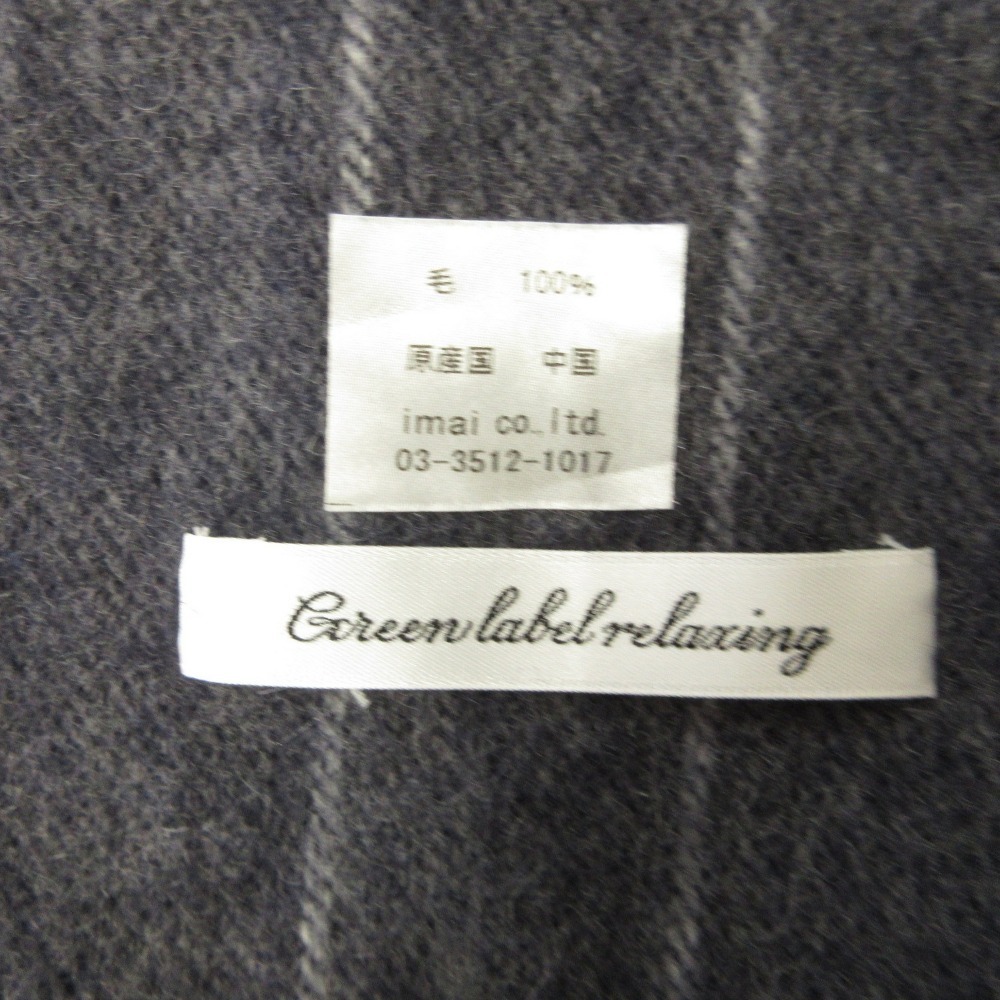 毛 100%
原産国 中国
imai co.,ltd.
03-3512-1017
Green label relaxing